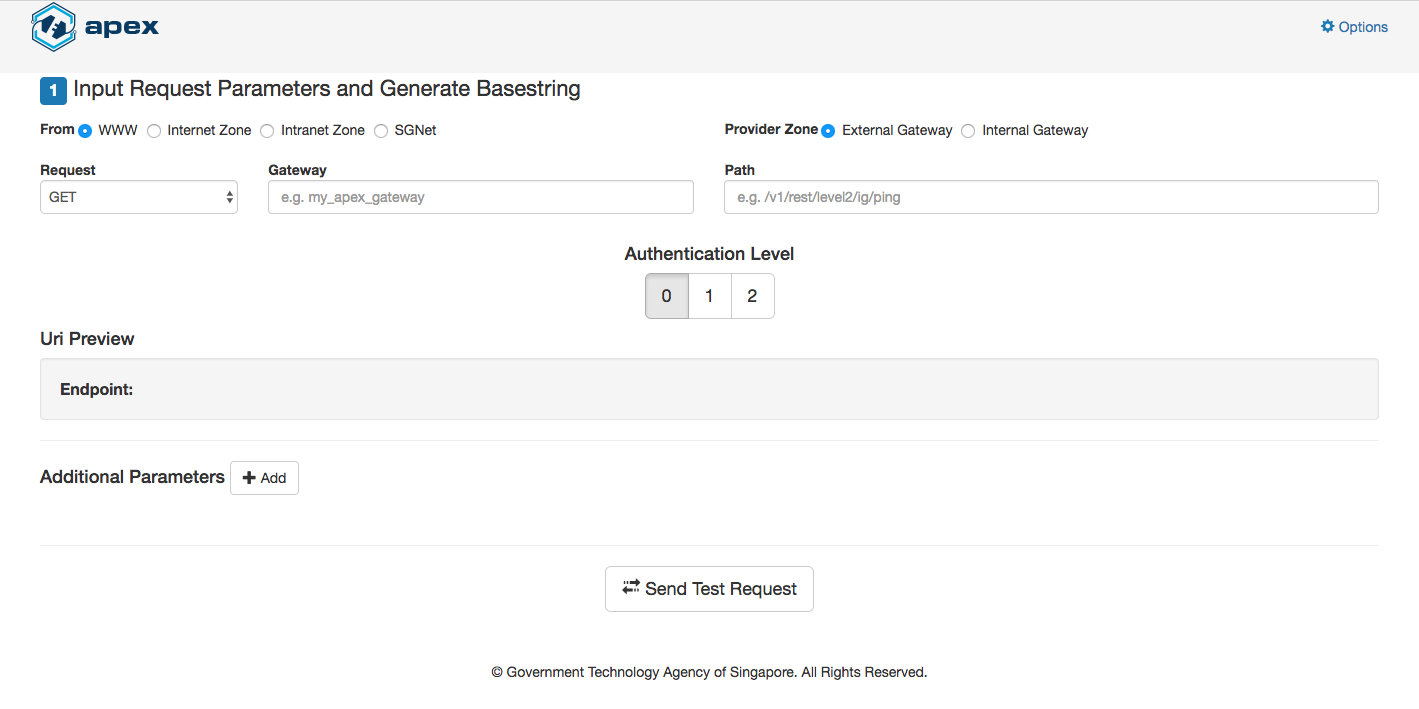 apex
Options
1 Input Request Parameters and Generate Basestring
From WWW Internet Zone Intranet Zone SGNet
Provider Zone External Gateway Internal Gateway
Request
Gateway
Path
GET
e.g. my_apex_gateway
e.g. /v1/rest/level2/ig/ping
Authentication Level
0 1 2
Uri Preview
Endpoint:
Additional Parameters Add
Send Test Request
© Government Technology Agency of Singapore. All Rights Reserved.